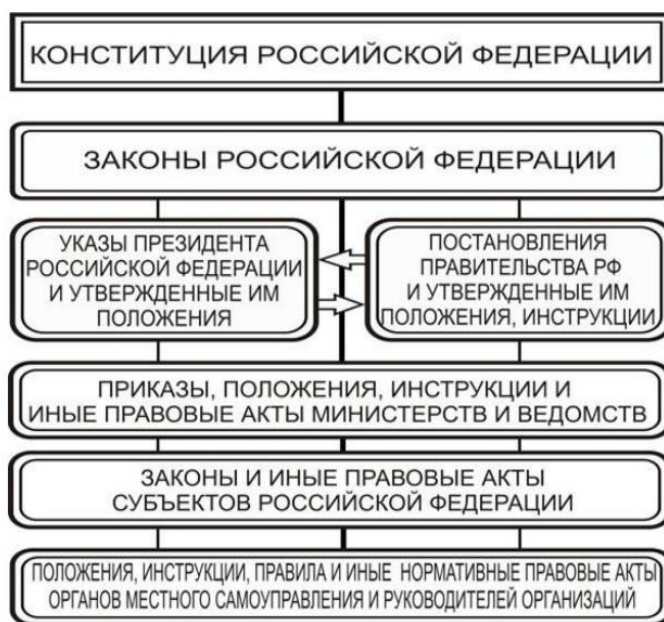 КОНСТИТУЦИЯ РОССИЙСКОЙ ФЕДЕРАЦИИ
ЗАКОНЫ РОССИЙСКОЙ ФЕДЕРАЦИИ
УКАЗЫ ПРЕЗИДЕНТА
РОССИЙСКОЙ ФЕДЕРАЦИИ
И УТВЕРЖДЕННЫЕ ИМ
ПОЛОЖЕНИЯ
ПОСТАНОВЛЕНИЯ
ПРАВИТЕЛЬСТВА РФ
И УТВЕРЖДЕННЫЕ ИМ
ПОЛОЖЕНИЯ, ИНСТРУКЦИИ
ПРИКАЗЫ, ПОЛОЖЕНИЯ, ИНСТРУКЦИИ И
ИНЫЕ ПРАВОВЫЕ АКТЫ МИНИСТЕРСТВ И ВЕДОМСТВ
ЗАКОНЫ И ИНЫЕ ПРАВОВЫЕ АКТЫ
СУБЪЕКТОВ РОССИЙСКОЙ ФЕДЕРАЦИИ
ПОЛОЖЕНИЯ, ИНСТРУКЦИИ, ПРАВИЛА И ИНЫЕ НОРМАТИВНЫЕ ПРАВОВЫЕ АКТЫ
ОРГАНОВ МЕСТНОГО САМОУПРАВЛЕНИЯ И РУКОВОДИТЕЛЕЙ ОРГАНИЗАЦИЙ